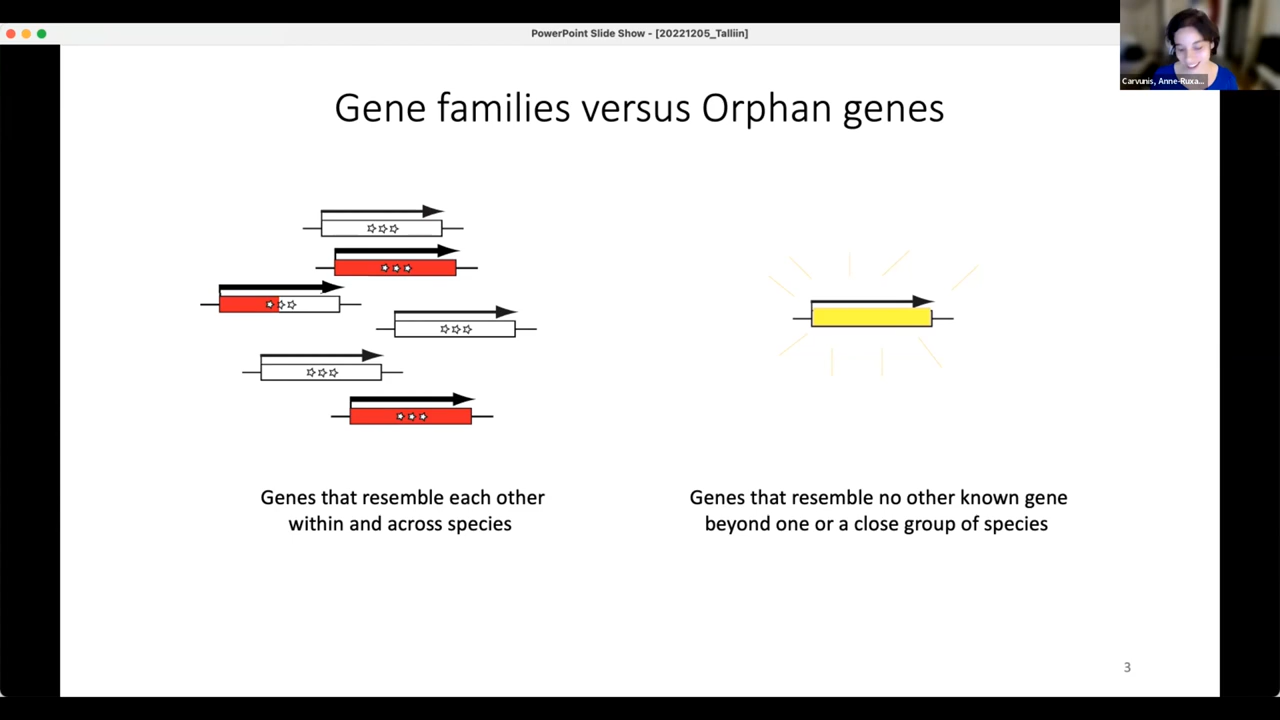 PowerPoint Slide Show - [20221205_Talliin]
Carvunis, Anne-Ruxa...
Gene families versus Orphan genes
Genes that resemble each other
within and across species
Genes that resemble no other known gene
beyond one or a close group of species
3